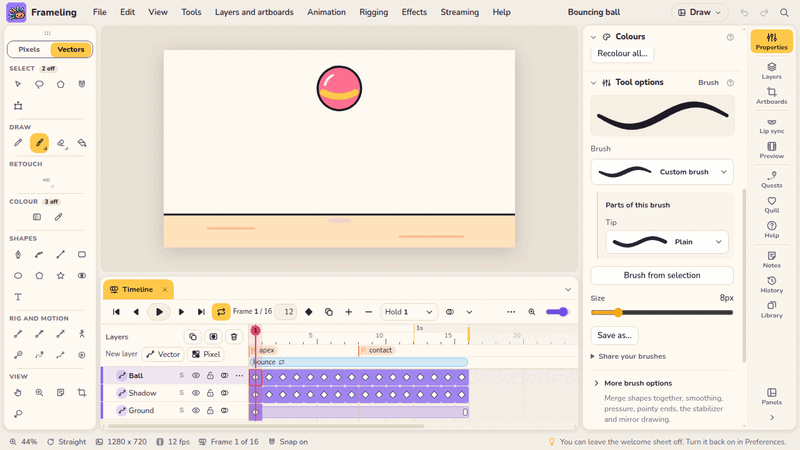 Frameling
File
Edit
View
Tools
Layers and artboards
Animation
Rigging
Effects
Streaming
Help
Bouncing ball
Draw
Pixels
Vectors
SELECT
2 off
DRAW
RETOUCH
COLOUR
3 off
SHAPES
RIG AND MOTION
VIEW
Timeline
Frame 1 / 16
12
Hold 1
Layers
New layer
Vector
Pixel
1
5
10
1s
15
20
apex
contact
bounce
Ball
S
Shadow
S
Ground
S
Colours
Recolour all...
Tool options
Brush
Brush
Custom brush
Parts of this brush
Tip
Plain
Brush from selection
Size
8px
Save as...
Share your brushes
More brush options
Merge shapes together, smoothing,
pressure, pointy ends, the stabilizer
and mirror drawing.
Properties
Layers
Artboards
Lip sync
Preview
Quests
Quill
Help
Notes
History
Library
Panels
44%
Straight
1280 x 720
12 fps
Frame 1 of 16
Snap on
You can leave the welcome sheet off. Turn it back on in Preferences.